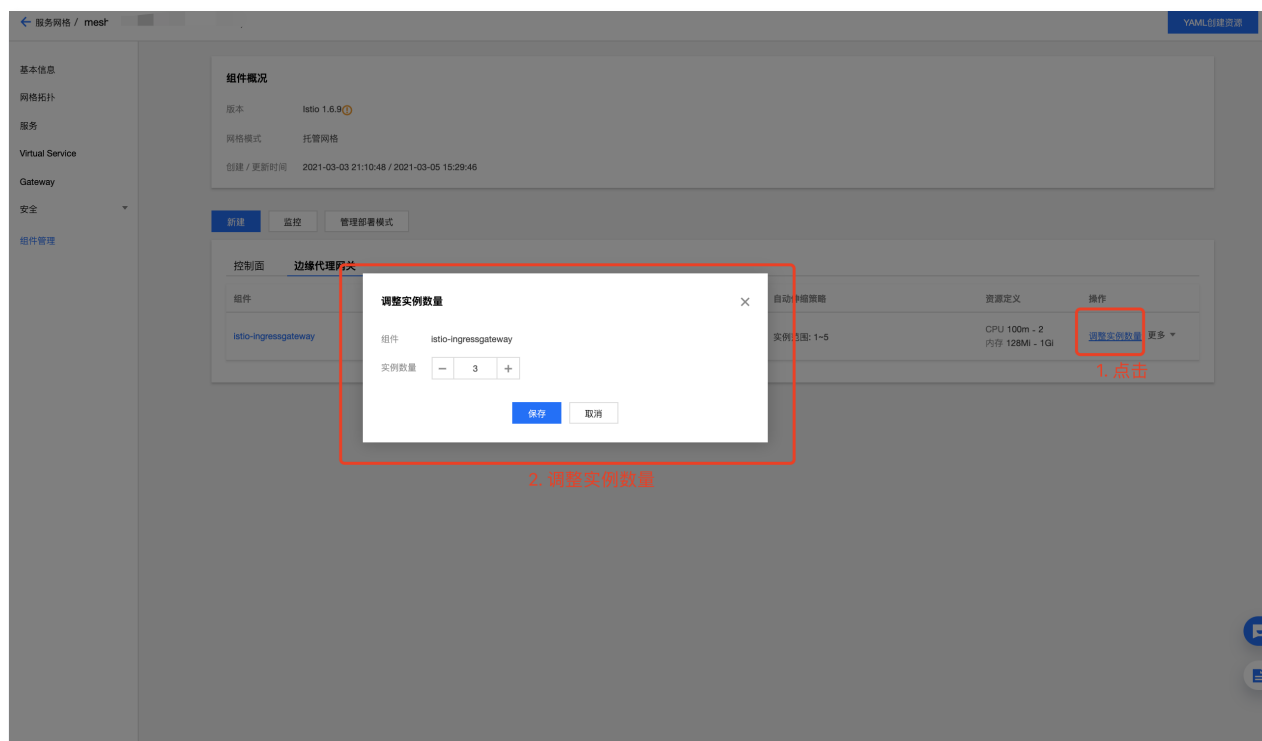 服务网格 / mesh
YAML创建资源
基本信息
网格拓扑
服务
Virtual Service
Gateway
安全
组件管理
组件概况
版本 Istio 1.6.9
网格模式 托管网格
创建 / 更新时间 2021-03-03 21:10:48 / 2021-03-05 15:29:46
新建 监控 管理部署模式
控制面 边缘代理网关
组件 自动伸缩策略 资源定义 操作
istio-ingressgateway 实例范围: 1~5 CPU 100m - 2 调整实例数量 更多
内存 128Mi - 1Gi
1. 点击
调整实例数量
组件 istio-ingressgateway
实例数量 — 3 +
保存 取消
2. 调整实例数量